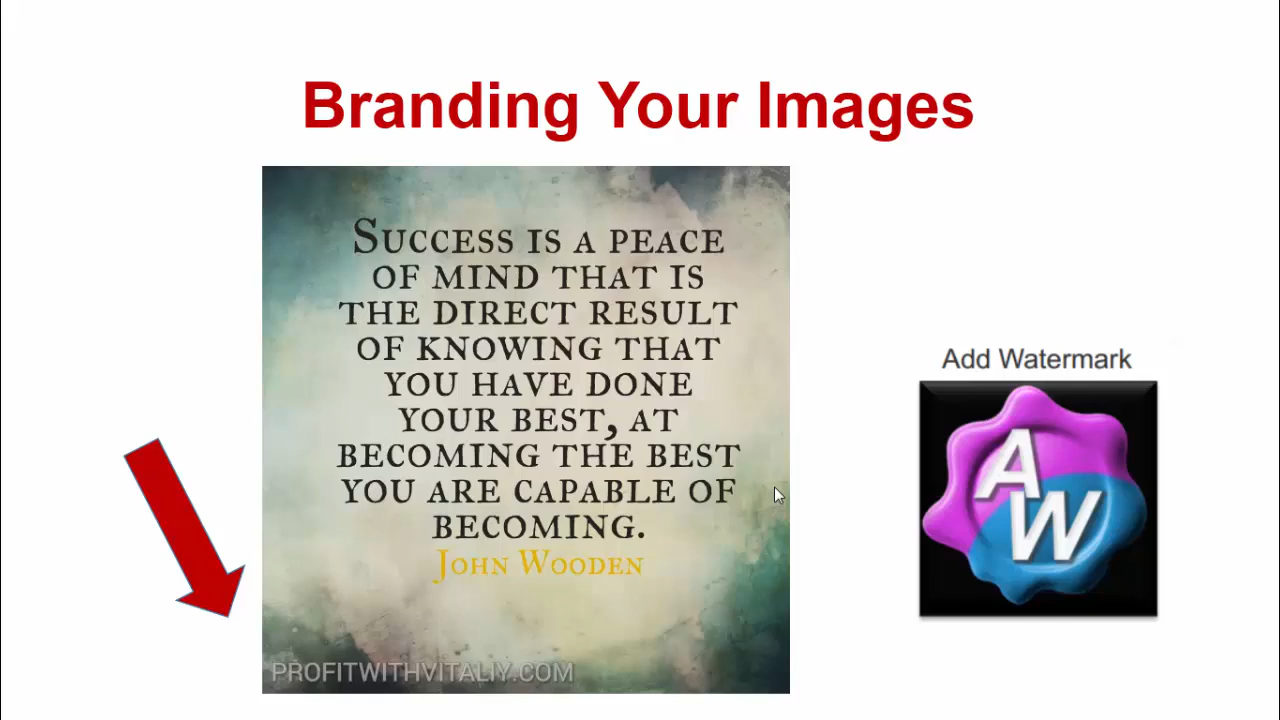 Branding Your Images
Success is a peace
of mind that is
the direct result
of knowing that
you have done
your best, at
becoming the best
you are capable of
becoming.
John Wooden
PROFITWITHVITALIY.COM
Add Watermark
A
W